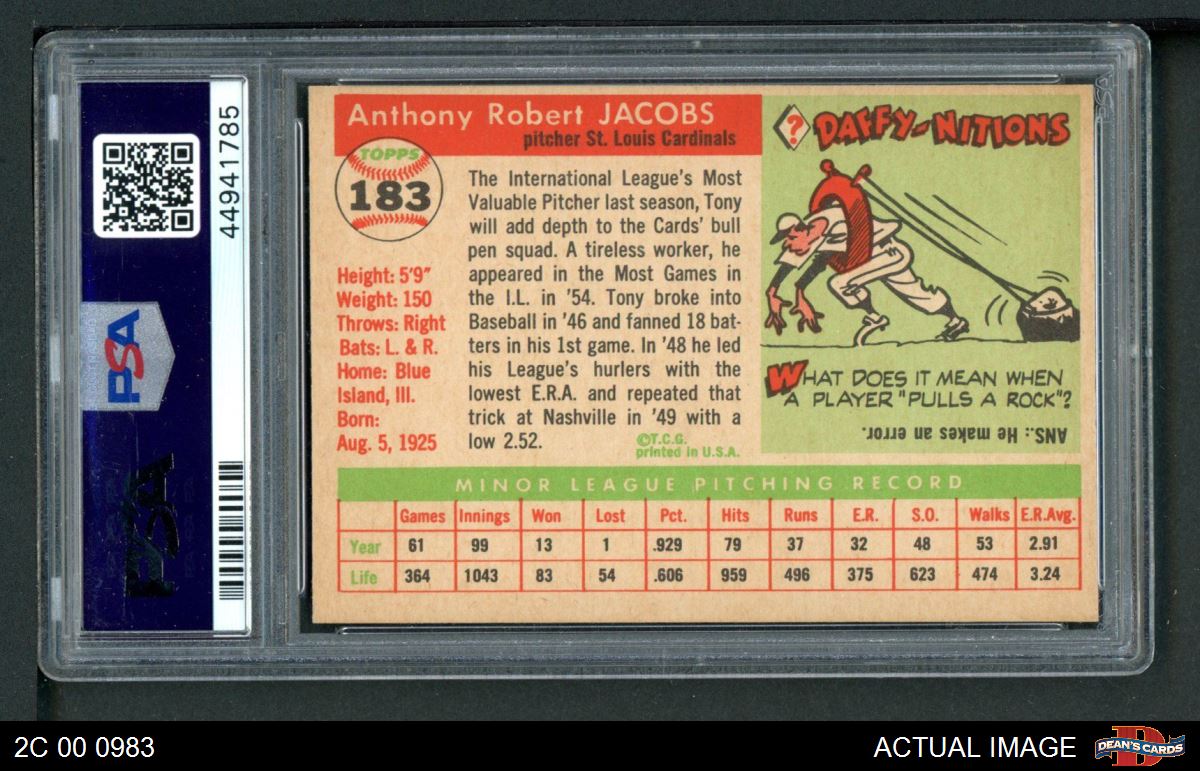 44941785
PSA
PSA
Anthony Robert JACOBS
pitcher St. Louis Cardinals
TOPPS
183
Height: 5'9"
Weight: 150
Throws: Right
Bats: L. & R.
Home: Blue
Island, Ill.
Born:
Aug. 5, 1925
The International League's Most
Valuable Pitcher last season, Tony
will add depth to the Cards' bull
pen squad. A tireless worker, he
appeared in the Most Games in
the I.L. in '54. Tony broke into
Baseball in '46 and fanned 18 bat-
ters in his 1st game. In '48 he led
his League's hurlers with the
lowest E.R.A. and repeated that
trick at Nashville in '49 with a
low 2.52.
©T.C.G.
printed in U.S.A.
? DAFFY-NITIONS
WHAT DOES IT MEAN WHEN
A PLAYER "PULLS A ROCK"?
ANS.: He makes an error.
MINOR LEAGUE PITCHING RECORD
Games Innings Won Lost Pct. Hits Runs E.R. S.O. Walks E.R.Avg.
Year 61 99 13 1 .929 79 37 32 48 53 2.91
Life 364 1043 83 54 .606 959 496 375 623 474 3.24
2C 00 0983
ACTUAL IMAGE
DEAN'S CARDS